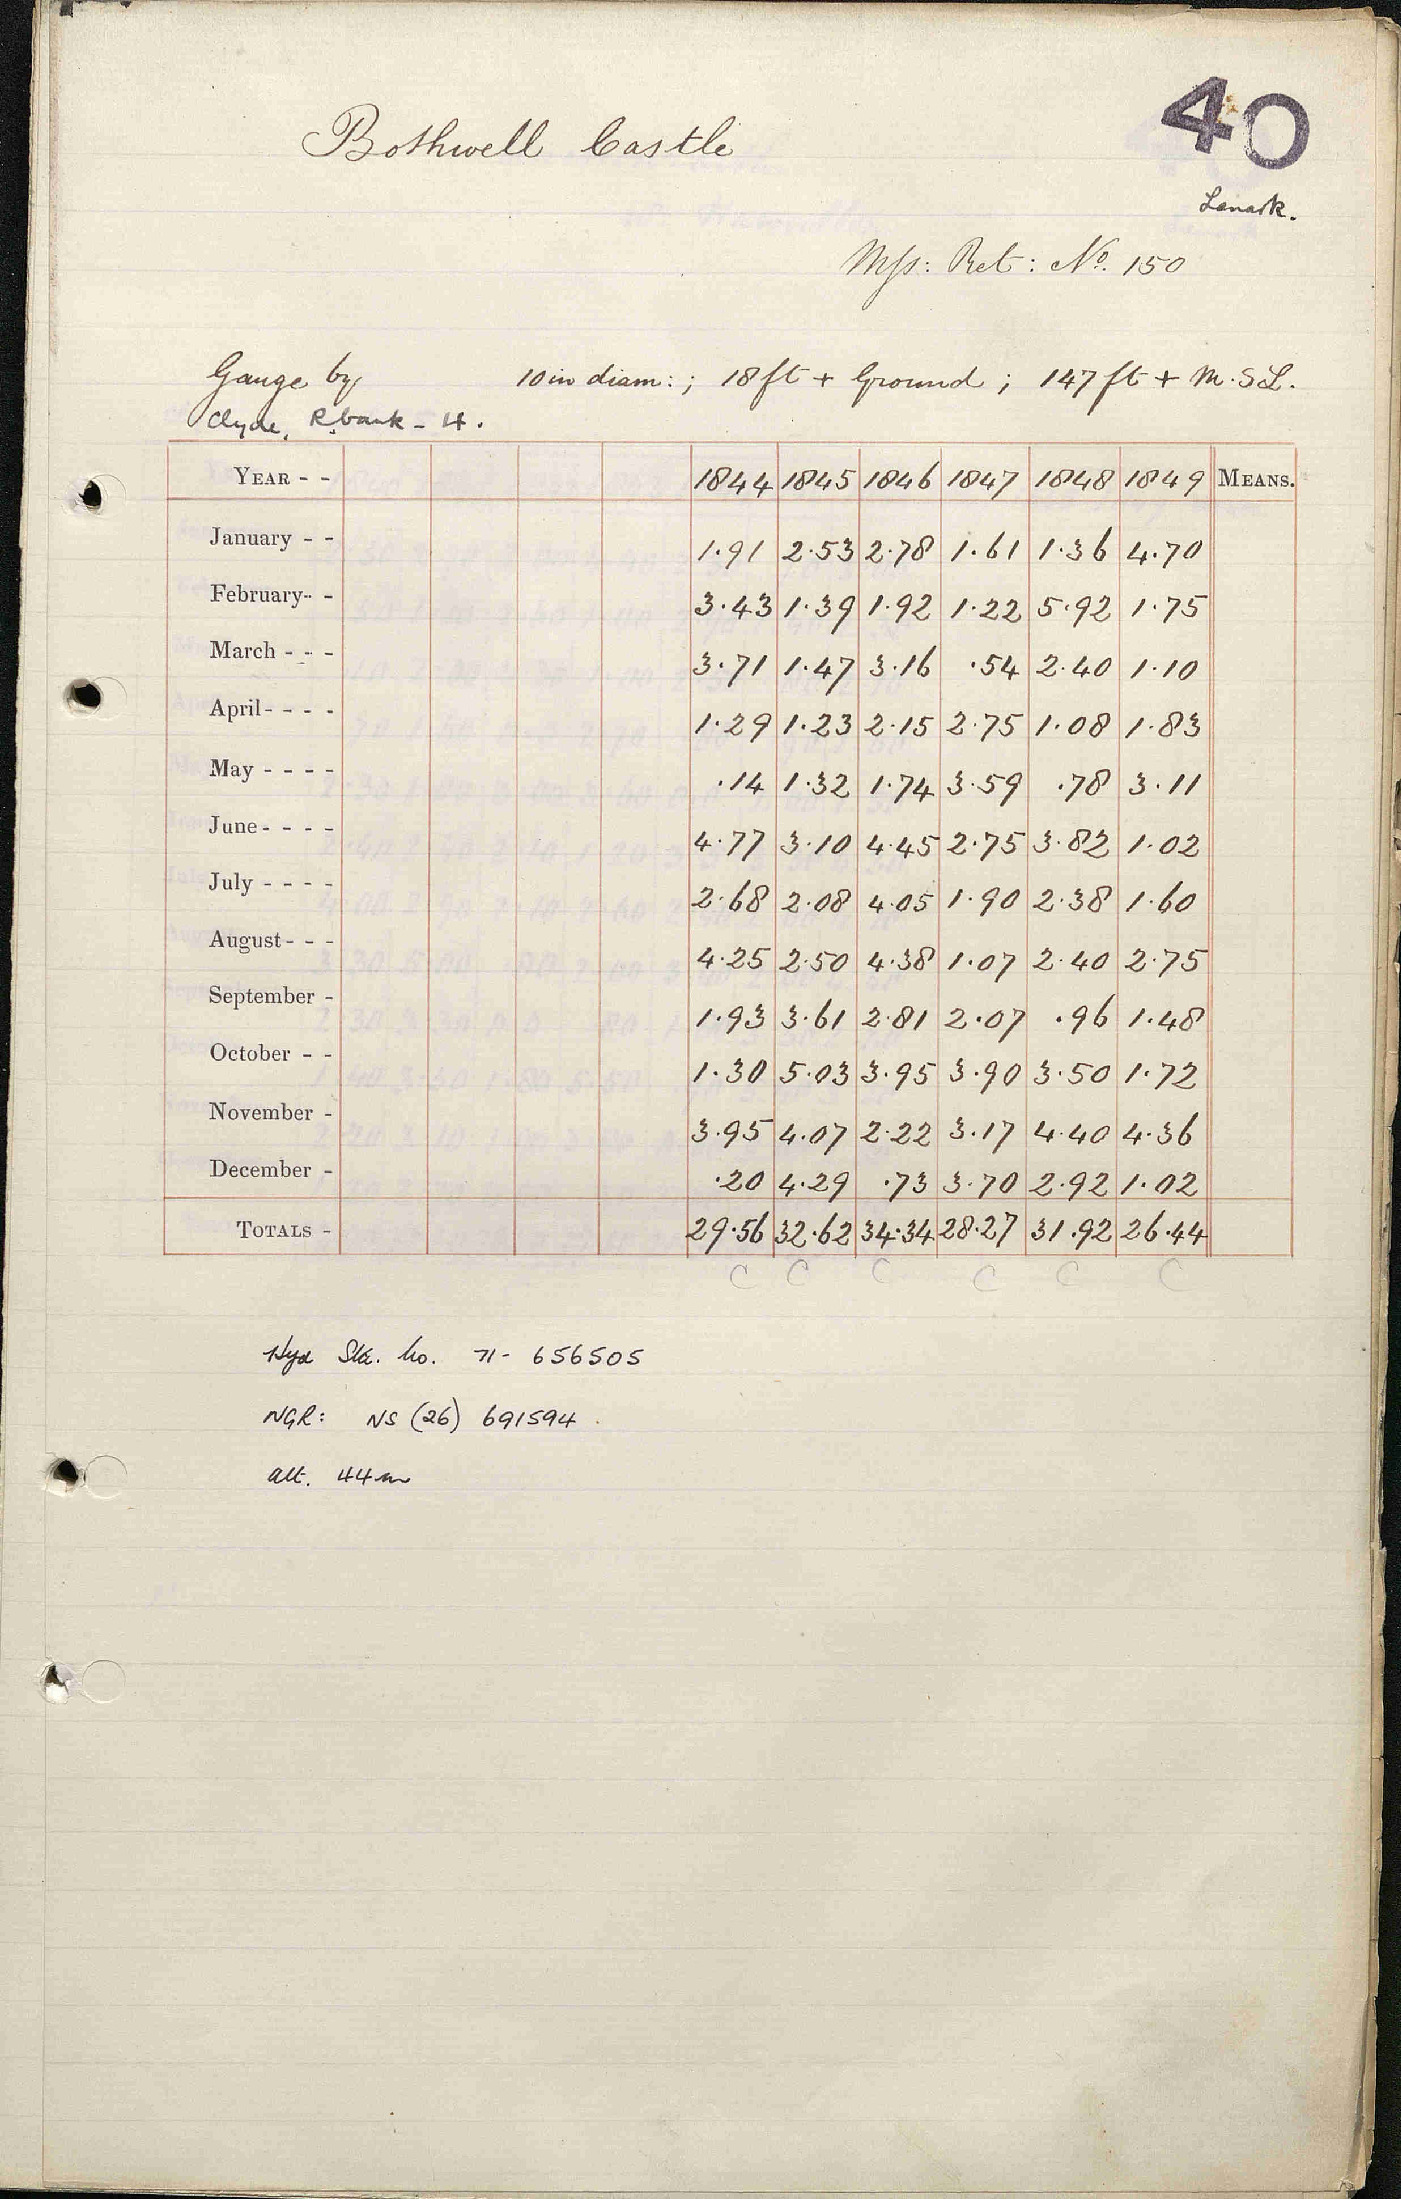 40
Bothwell Castle
Lanark.
Mss: Ret: No. 150
Gauge by 10 in diam: ; 18 ft + Ground ; 147 ft + M.S.L.
Clyde, R. bank - H.
YEAR - - 1844 1845 1846 1847 1848 1849 MEANS.
January - - 1.91 2.53 2.78 1.61 1.36 4.70
February - - 3.43 1.39 1.92 1.22 5.92 1.75
March - - - 3.71 1.47 3.16 .54 2.40 1.10
April - - - - 1.29 1.23 2.15 2.75 1.08 1.83
May - - - - .14 1.32 1.74 3.59 .78 3.11
June - - - - 4.77 3.10 4.45 2.75 3.82 1.02
July - - - - 2.68 2.08 4.05 1.90 2.38 1.60
August - - - 4.25 2.50 4.38 1.07 2.40 2.75
September - 1.93 3.61 2.81 2.07 .96 1.48
October - - 1.30 5.03 3.95 3.90 3.50 1.72
November - 3.95 4.07 2.22 3.17 4.40 4.36
December - .20 4.29 .73 3.70 2.92 1.02
TOTALS - 29.56 32.62 34.34 28.27 31.92 26.44
C C C C C C
Hyd Sta. No. 71- 656505
NGR: NS (26) 691594
alt. 44m